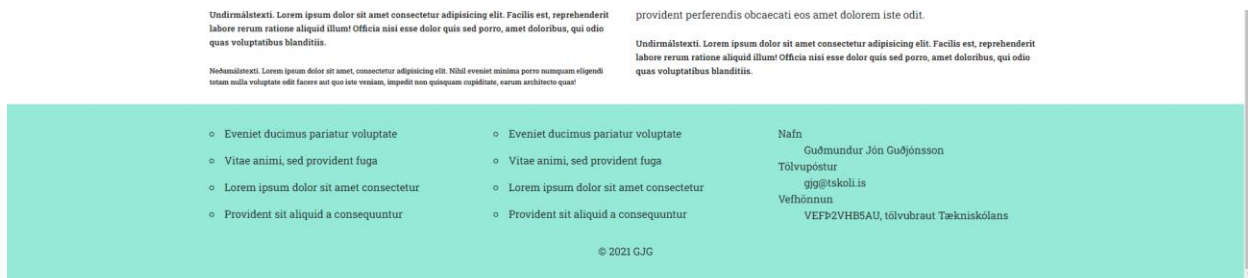 Undirmálstexti. Lorem ipsum dolor sit amet consectetur adipisicing elit. Facilis est, reprehenderit
labore rerum ratione aliquid illum! Officia nisi esse dolor quis sed porro, amet doloribus, qui odio
quas voluptatibus blanditiis.
Neðumálstexti. Lorem ipsum dolor sit amet, consectetur adipisicing elit. Nihil eveniet minima porro numquam eligendi
totam nulla voluptate odit facere aut quo iste veniam, impedit non quisquam cupiditate, earum architecto quas!
provident perferendis obcaecati eos amet dolorem iste odit.
Undirmálstexti. Lorem ipsum dolor sit amet consectetur adipisicing elit. Facilis est, reprehenderit
labore rerum ratione aliquid illum! Officia nisi esse dolor quis sed porro, amet doloribus, qui odio
quas voluptatibus blanditiis.
Eveniet ducimus pariatur voluptate
Vitae animi, sed provident fuga
Lorem ipsum dolor sit amet consectetur
Provident sit aliquid a consequuntur
Eveniet ducimus pariatur voluptate
Vitae animi, sed provident fuga
Lorem ipsum dolor sit amet consectetur
Provident sit aliquid a consequuntur
Nafn
Guðmundur Jón Guðjónsson
Tölvupóstur
gjg@tskoli.is
Vefhönnun
VEFÞ2VHB5AU, tölvubraut Tækniskólans
© 2021 GJG